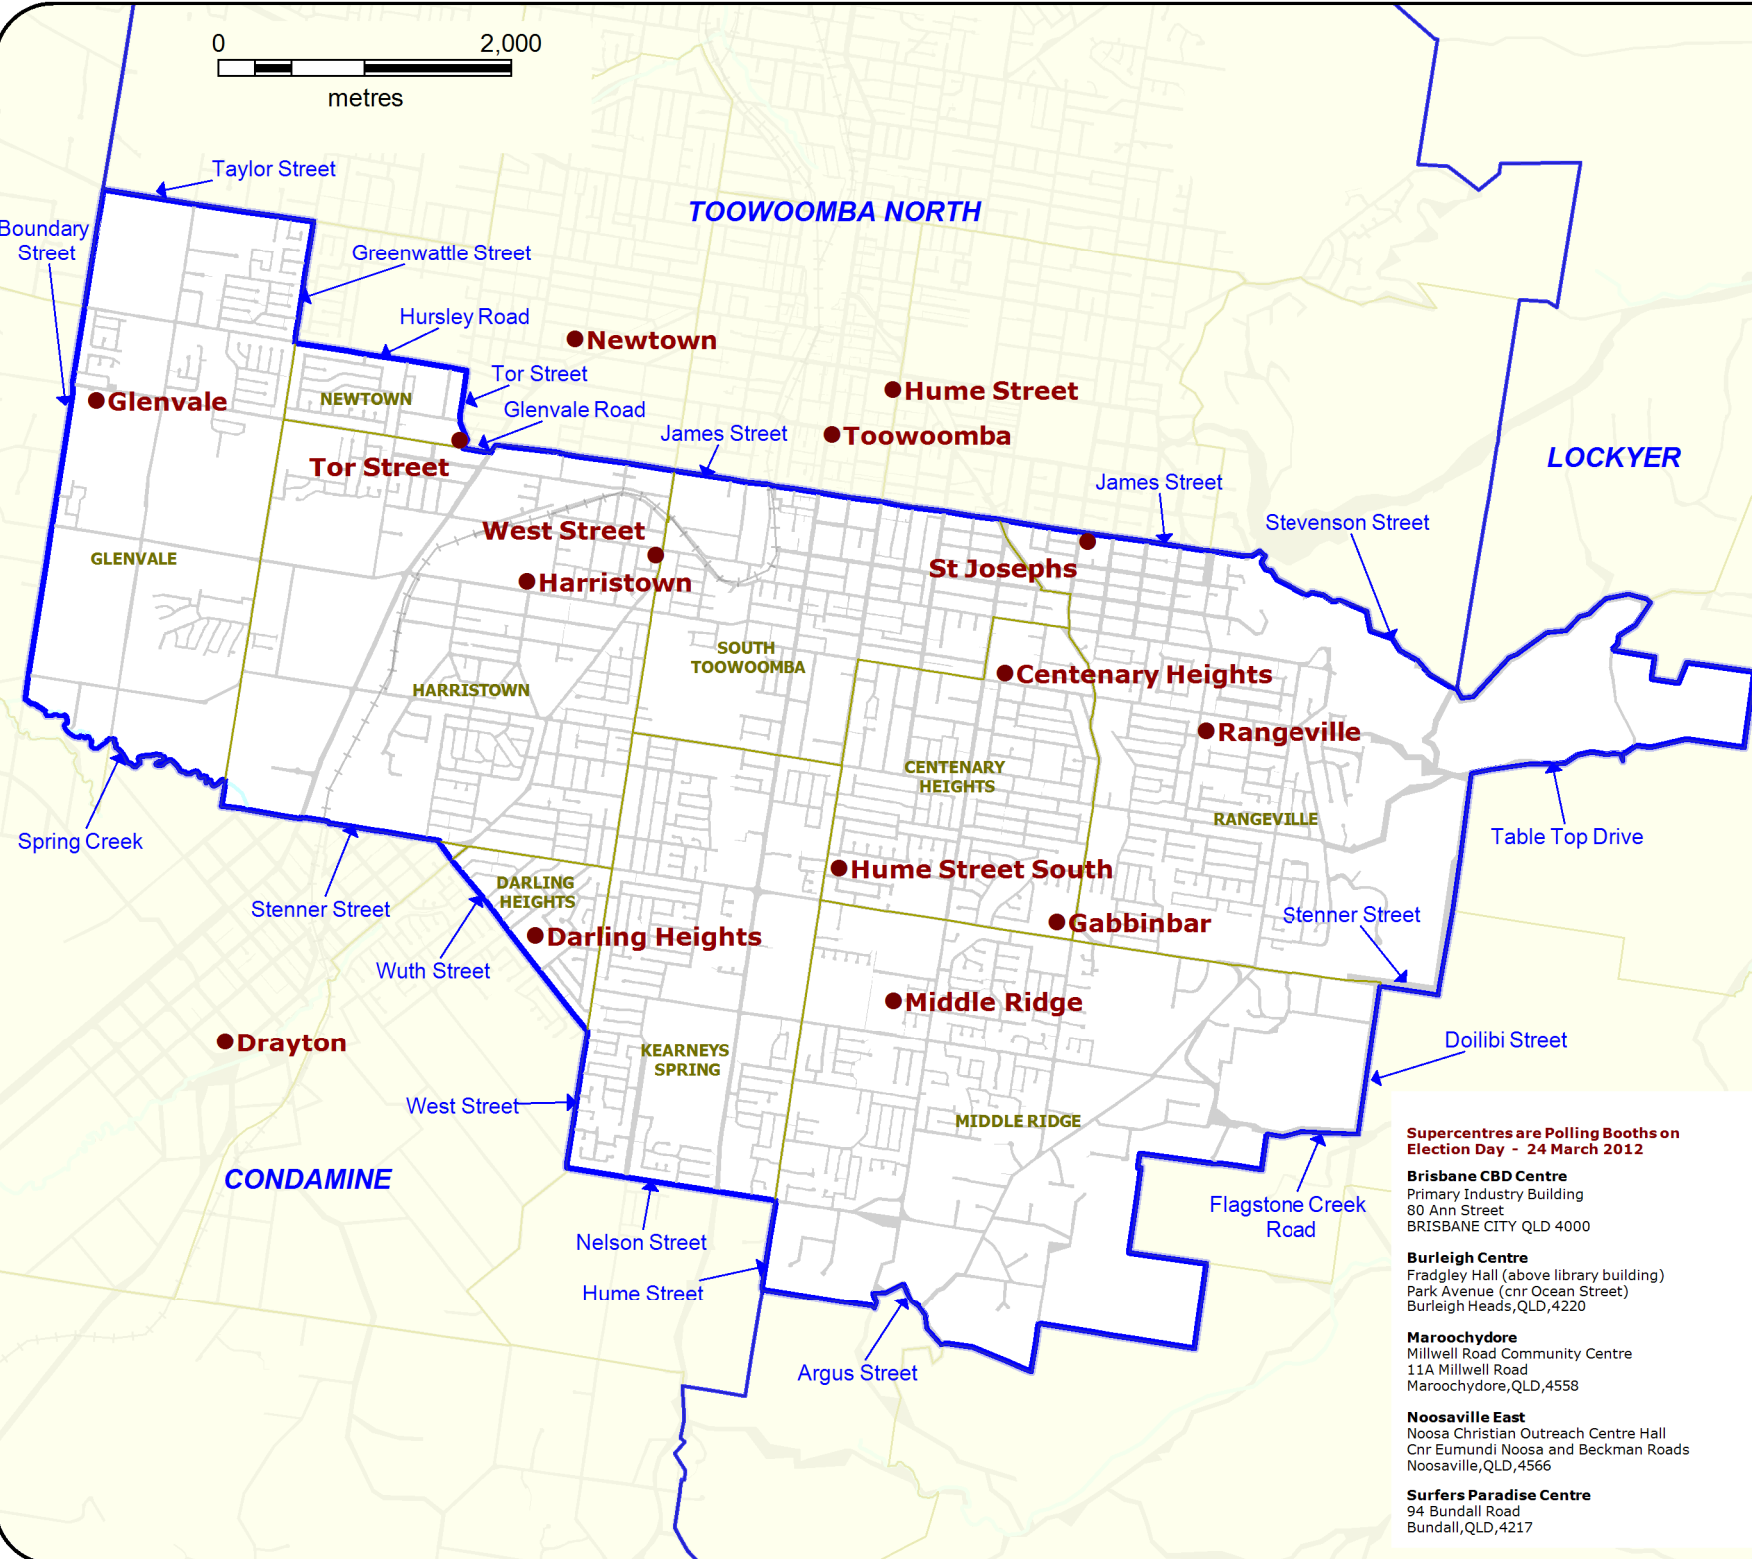 0
2,000
metres
Taylor Street
TOOWOOMBA NORTH
Boundary
Street
Greenwattle Street
Hursley Road
Newtown
Tor Street
Hume Street
Glenvale
NEWTOWN
Glenvale Road
James Street
Toowoomba
LOCKYER
Tor Street
James Street
Stevenson Street
West Street
GLENVALE
St Josephs
Harristown
SOUTH
TOOWOOMBA
Centenary Heights
HARRISTOWN
Rangeville
CENTENARY
HEIGHTS
RANGEVILLE
Spring Creek
Table Top Drive
Hume Street South
DARLING
HEIGHTS
Stenner Street
Stenner Street
Gabbinbar
Darling Heights
Wuth Street
Middle Ridge
Drayton
Doilibi Street
KEARNEYS
SPRING
West Street
MIDDLE RIDGE
CONDAMINE
Flagstone Creek
Road
Nelson Street
Hume Street
Argus Street
Supercentres are Polling Booths on
Election Day - 24 March 2012
Brisbane CBD Centre
Primary Industry Building
80 Ann Street
BRISBANE CITY QLD 4000
Burleigh Centre
Fradgley Hall (above library building)
Park Avenue (cnr Ocean Street)
Burleigh Heads,QLD,4220
Maroochydore
Millwell Road Community Centre
11A Millwell Road
Maroochydore,QLD,4558
Noosaville East
Noosa Christian Outreach Centre Hall
Cnr Eumundi Noosa and Beckman Roads
Noosaville,QLD,4566
Surfers Paradise Centre
94 Bundall Road
Bundall,QLD,4217